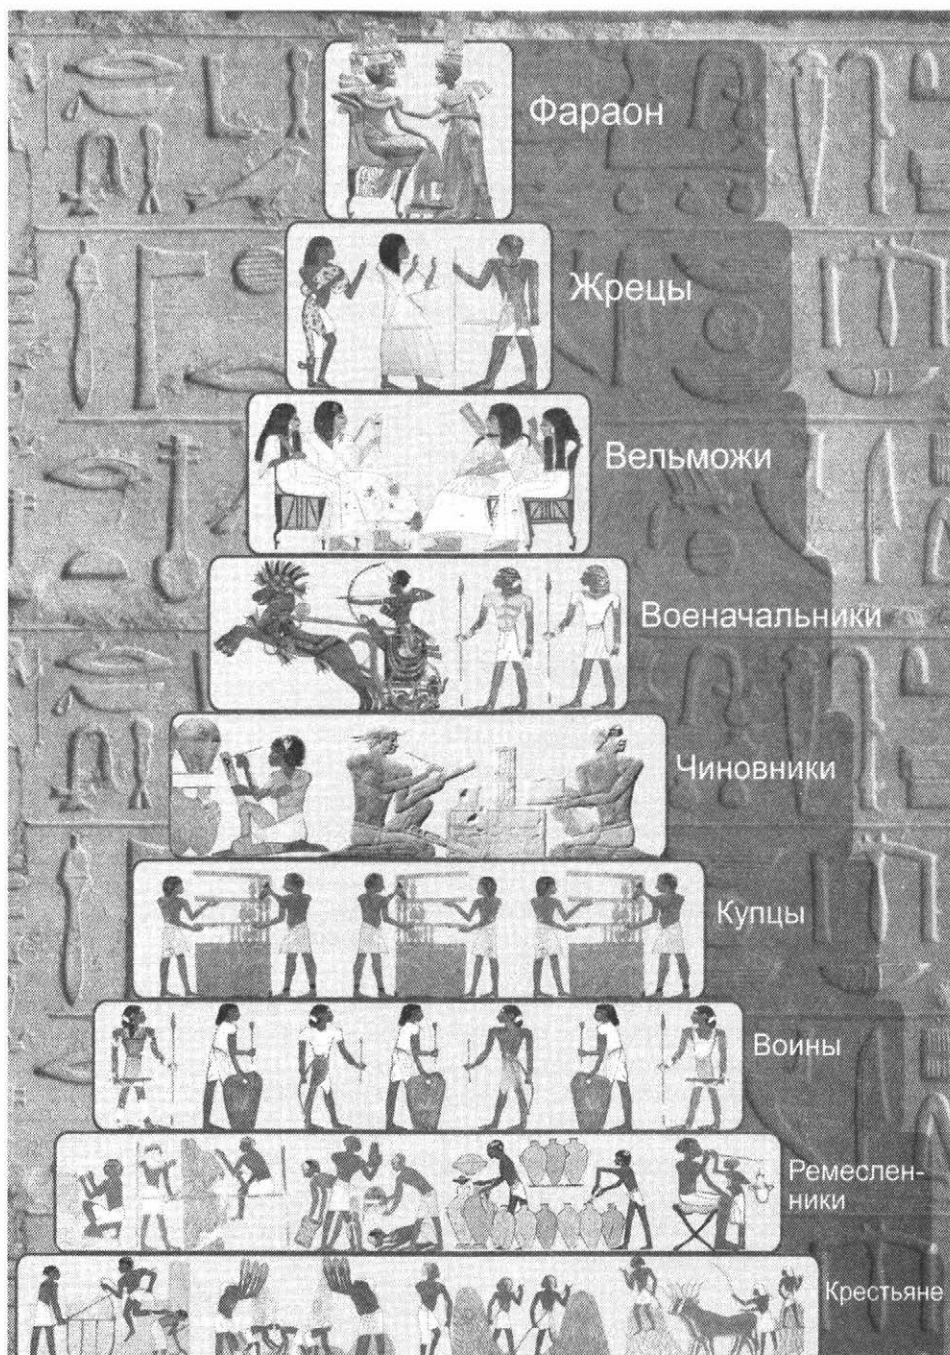 Фараон
Жрецы
Вельможи
Военачальники
Чиновники
Купцы
Воины
Ремеслен-
ники
Крестьяне